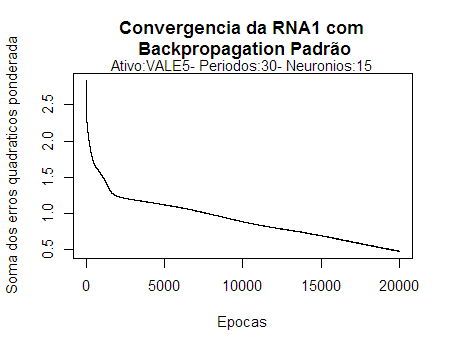 Convergencia da RNA1 com
Backpropagation Padrão
Ativo:VALE5- Periodos:30- Neuronios:15
Soma dos erros quadraticos ponderada
2.5
2.0
1.5
1.0
0.5
0 5000 10000 15000 20000
Epocas